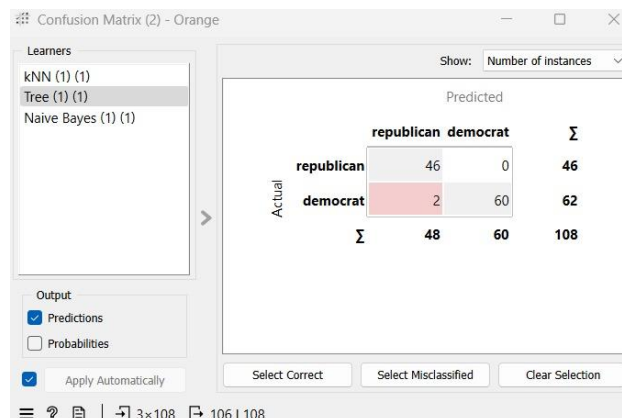 Confusion Matrix (2) - Orange
Learners
kNN (1) (1)
Tree (1) (1)
Naive Bayes (1) (1)
Output
Predictions
Probabilities
Apply Automatically
Show: Number of instances
Predicted
republican democrat Σ
Actual
republican 46 0 46
democrat 2 60 62
Σ 48 60 108
Select Correct Select Misclassified Clear Selection
3×108 106 | 108